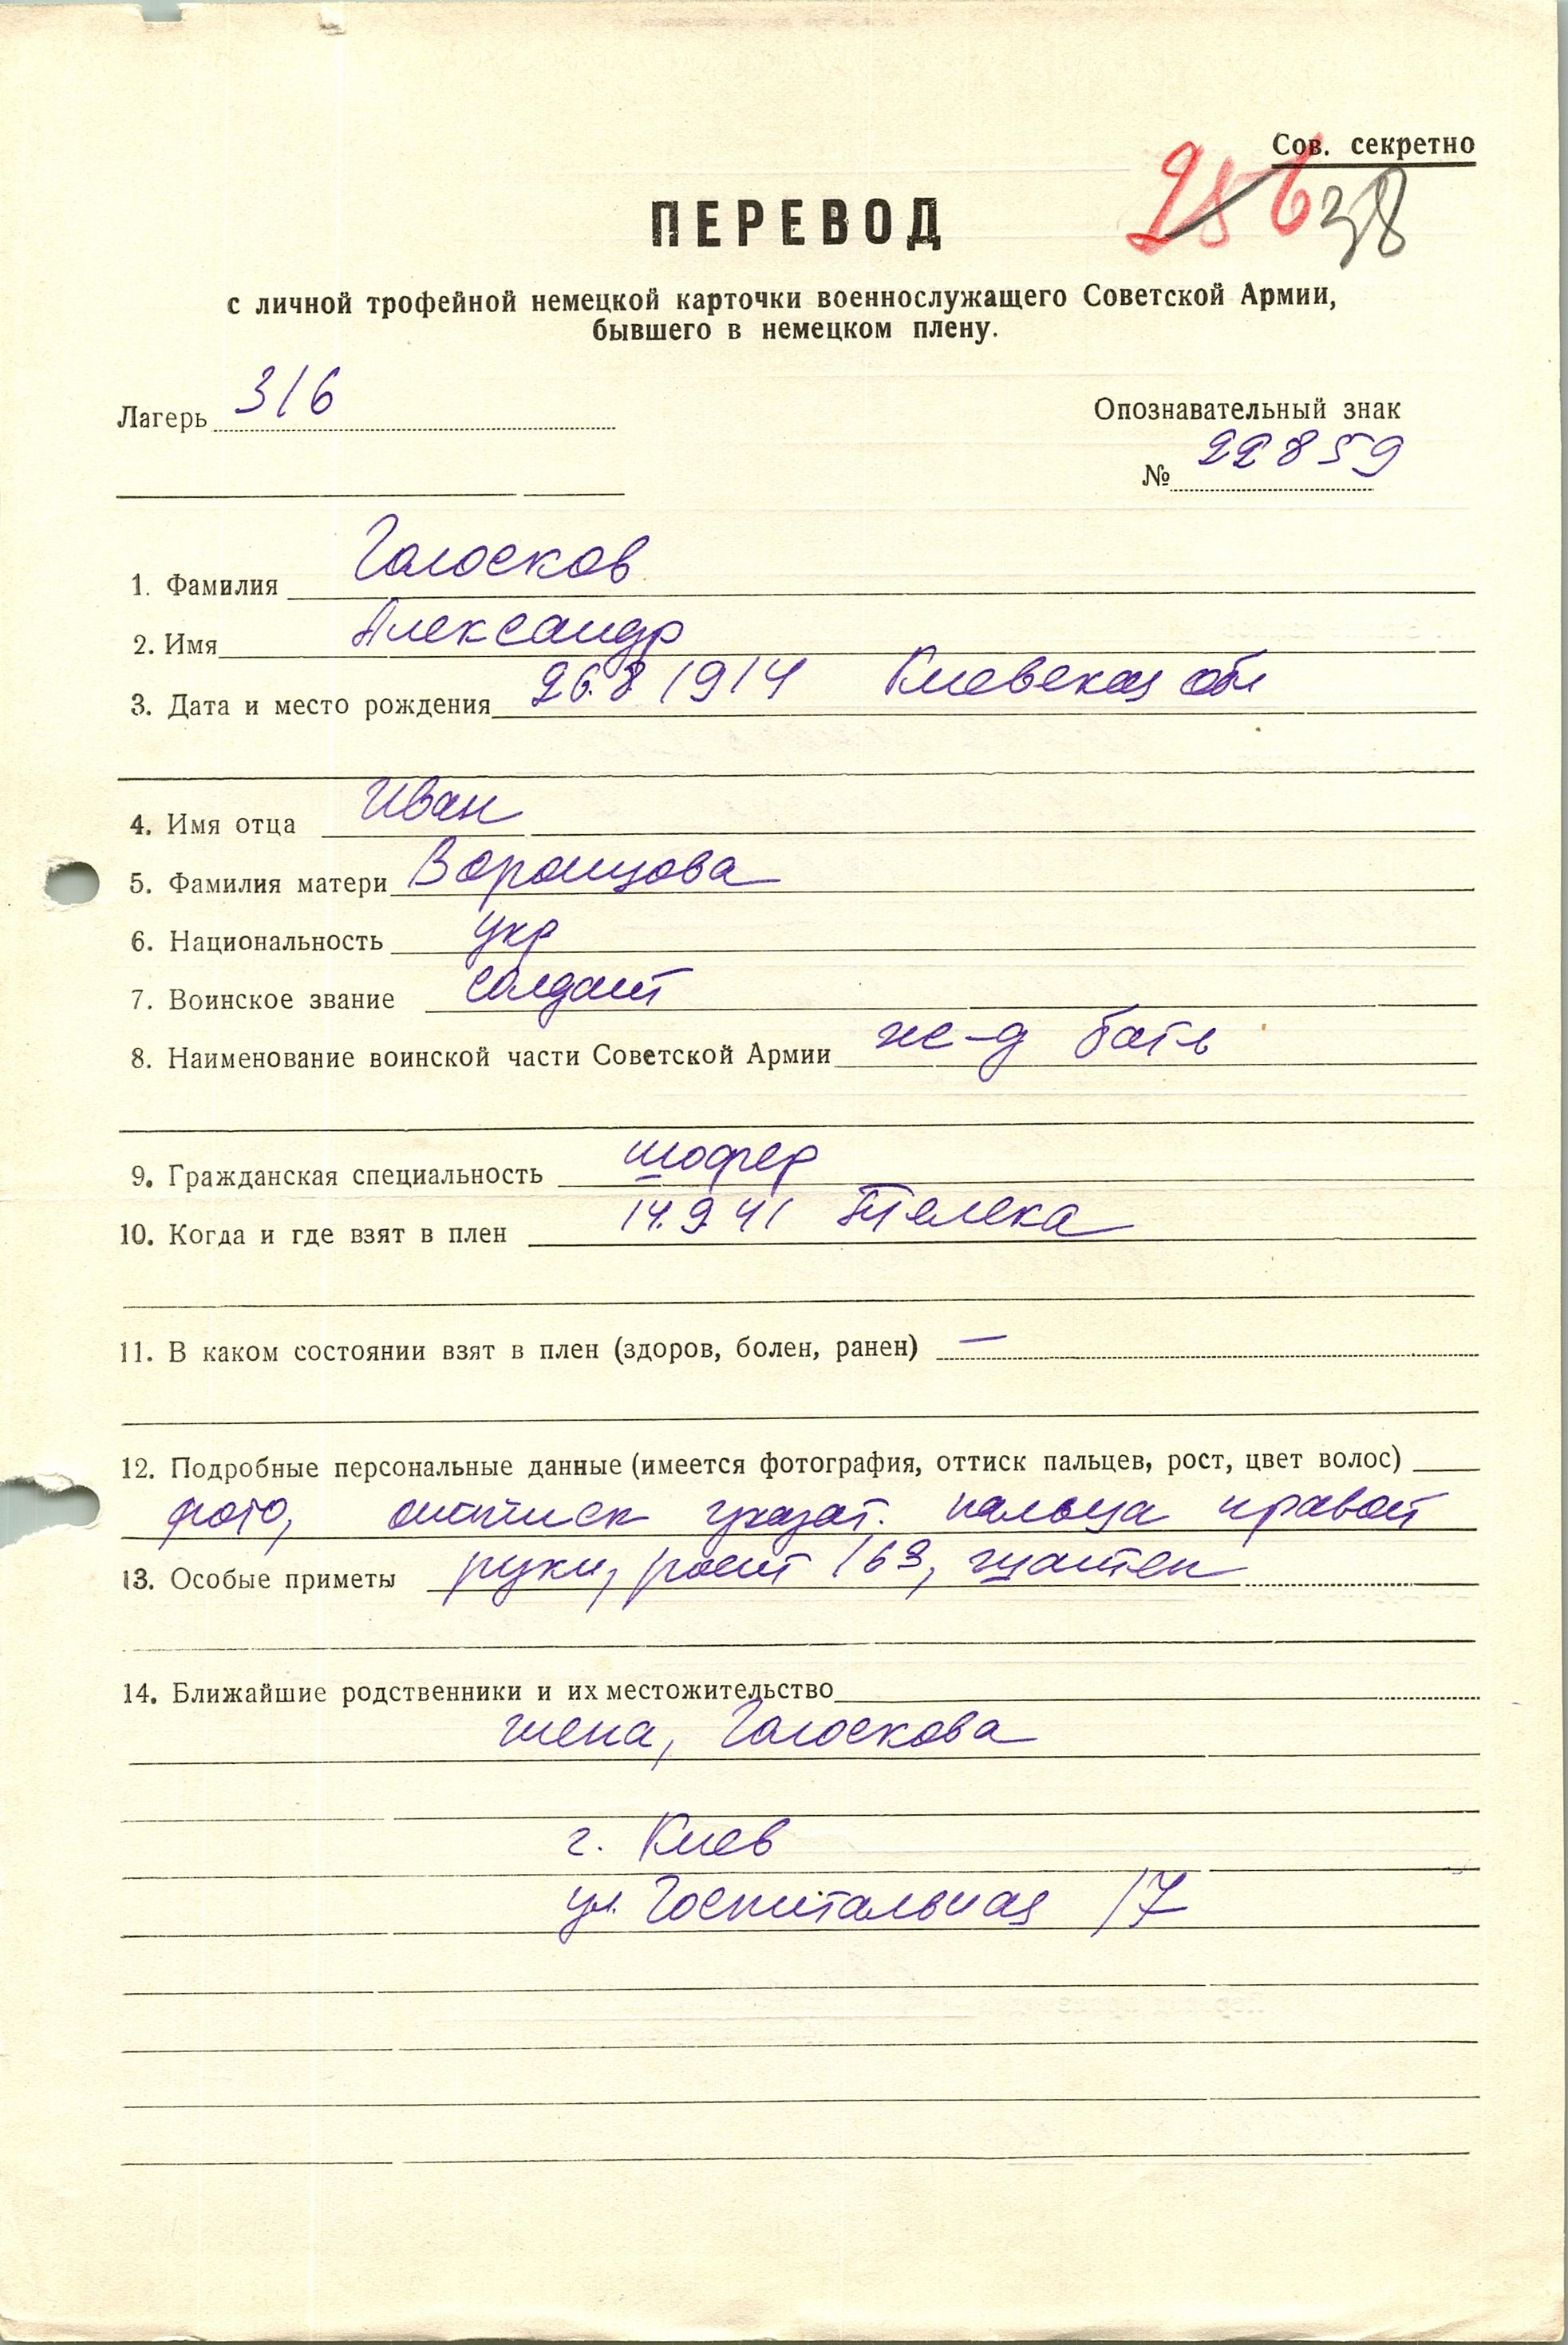 Сов. секретно
256 38
ПЕРЕВОД
с личной трофейной немецкой карточки военнослужащего Советской Армии,
бывшего в немецком плену.
Лагерь 316
Опознавательный знак
№ 22859
1. Фамилия Голосков
2. Имя Александр
3. Дата и место рождения 26.8 1914 Киевская обл
4. Имя отца Иван
5. Фамилия матери Воронцова
6. Национальность укр
7. Воинское звание солдат
8. Наименование воинской части Советской Армии ж-д бат-
9. Гражданская специальность шофер
10. Когда и где взят в плен 14.9.41
11. В каком состоянии взят в плен (здоров, болен, ранен) —
12. Подробные персональные данные (имеется фотография, оттиск пальцев, рост, цвет волос)
фото, оттиск указат. пальца правой
13. Особые приметы руки, рост 163, шатен
14. Ближайшие родственники и их местожительство
жена, Голоскова
г. Киев
ул. Госпитальная 17